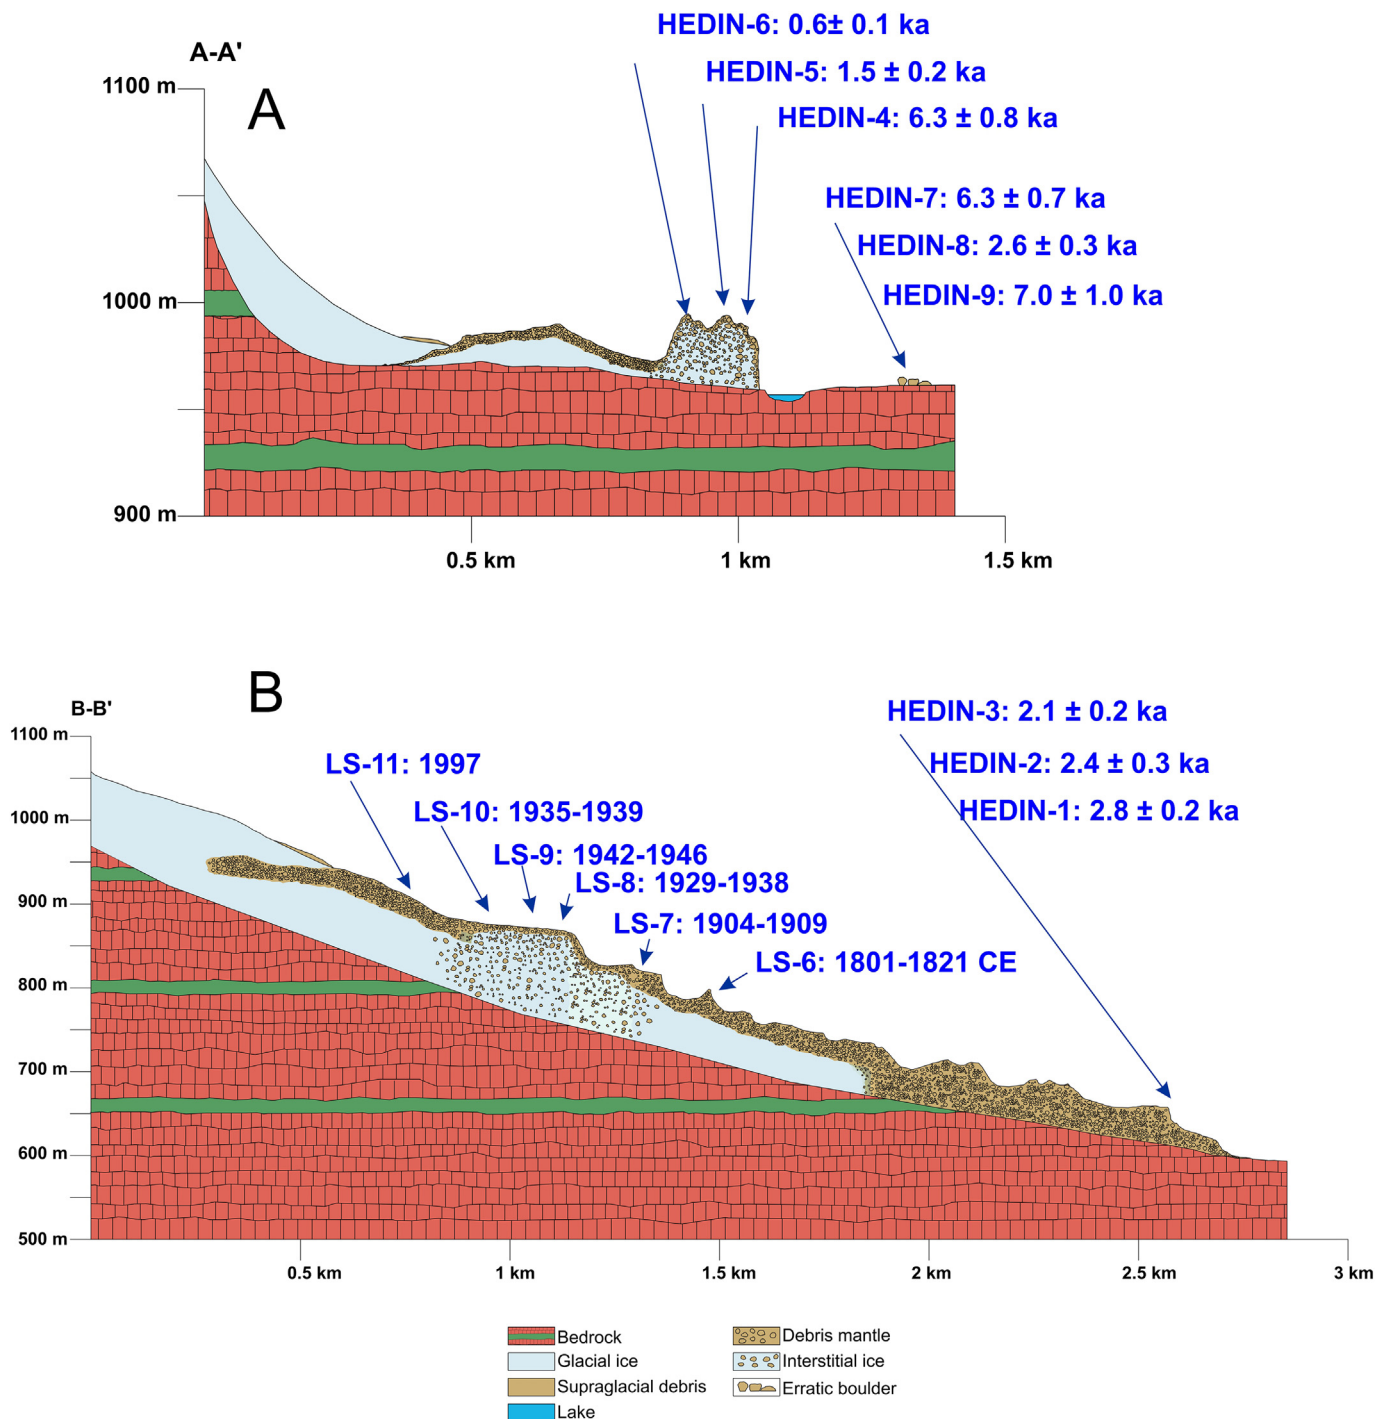 HEDIN-6: 0.6± 0.1 ka
A-A'
HEDIN-5: 1.5 ± 0.2 ka
1100 m
A
HEDIN-4: 6.3 ± 0.8 ka
HEDIN-7: 6.3 ± 0.7 ka
HEDIN-8: 2.6 ± 0.3 ka
HEDIN-9: 7.0 ± 1.0 ka
1000 m
900 m
0.5 km
1 km
1.5 km
B
B-B'
HEDIN-3: 2.1 ± 0.2 ka
1100 m
LS-11: 1997
HEDIN-2: 2.4 ± 0.3 ka
LS-10: 1935-1939
HEDIN-1: 2.8 ± 0.2 ka
1000 m
LS-9: 1942-1946
LS-8: 1929-1938
900 m
LS-7: 1904-1909
LS-6: 1801-1821 CE
800 m
700 m
600 m
500 m
0.5 km
1 km
1.5 km
2 km
2.5 km
3 km
Bedrock
Glacial ice
Supraglacial debris
Lake
Debris mantle
Interstitial ice
Erratic boulder